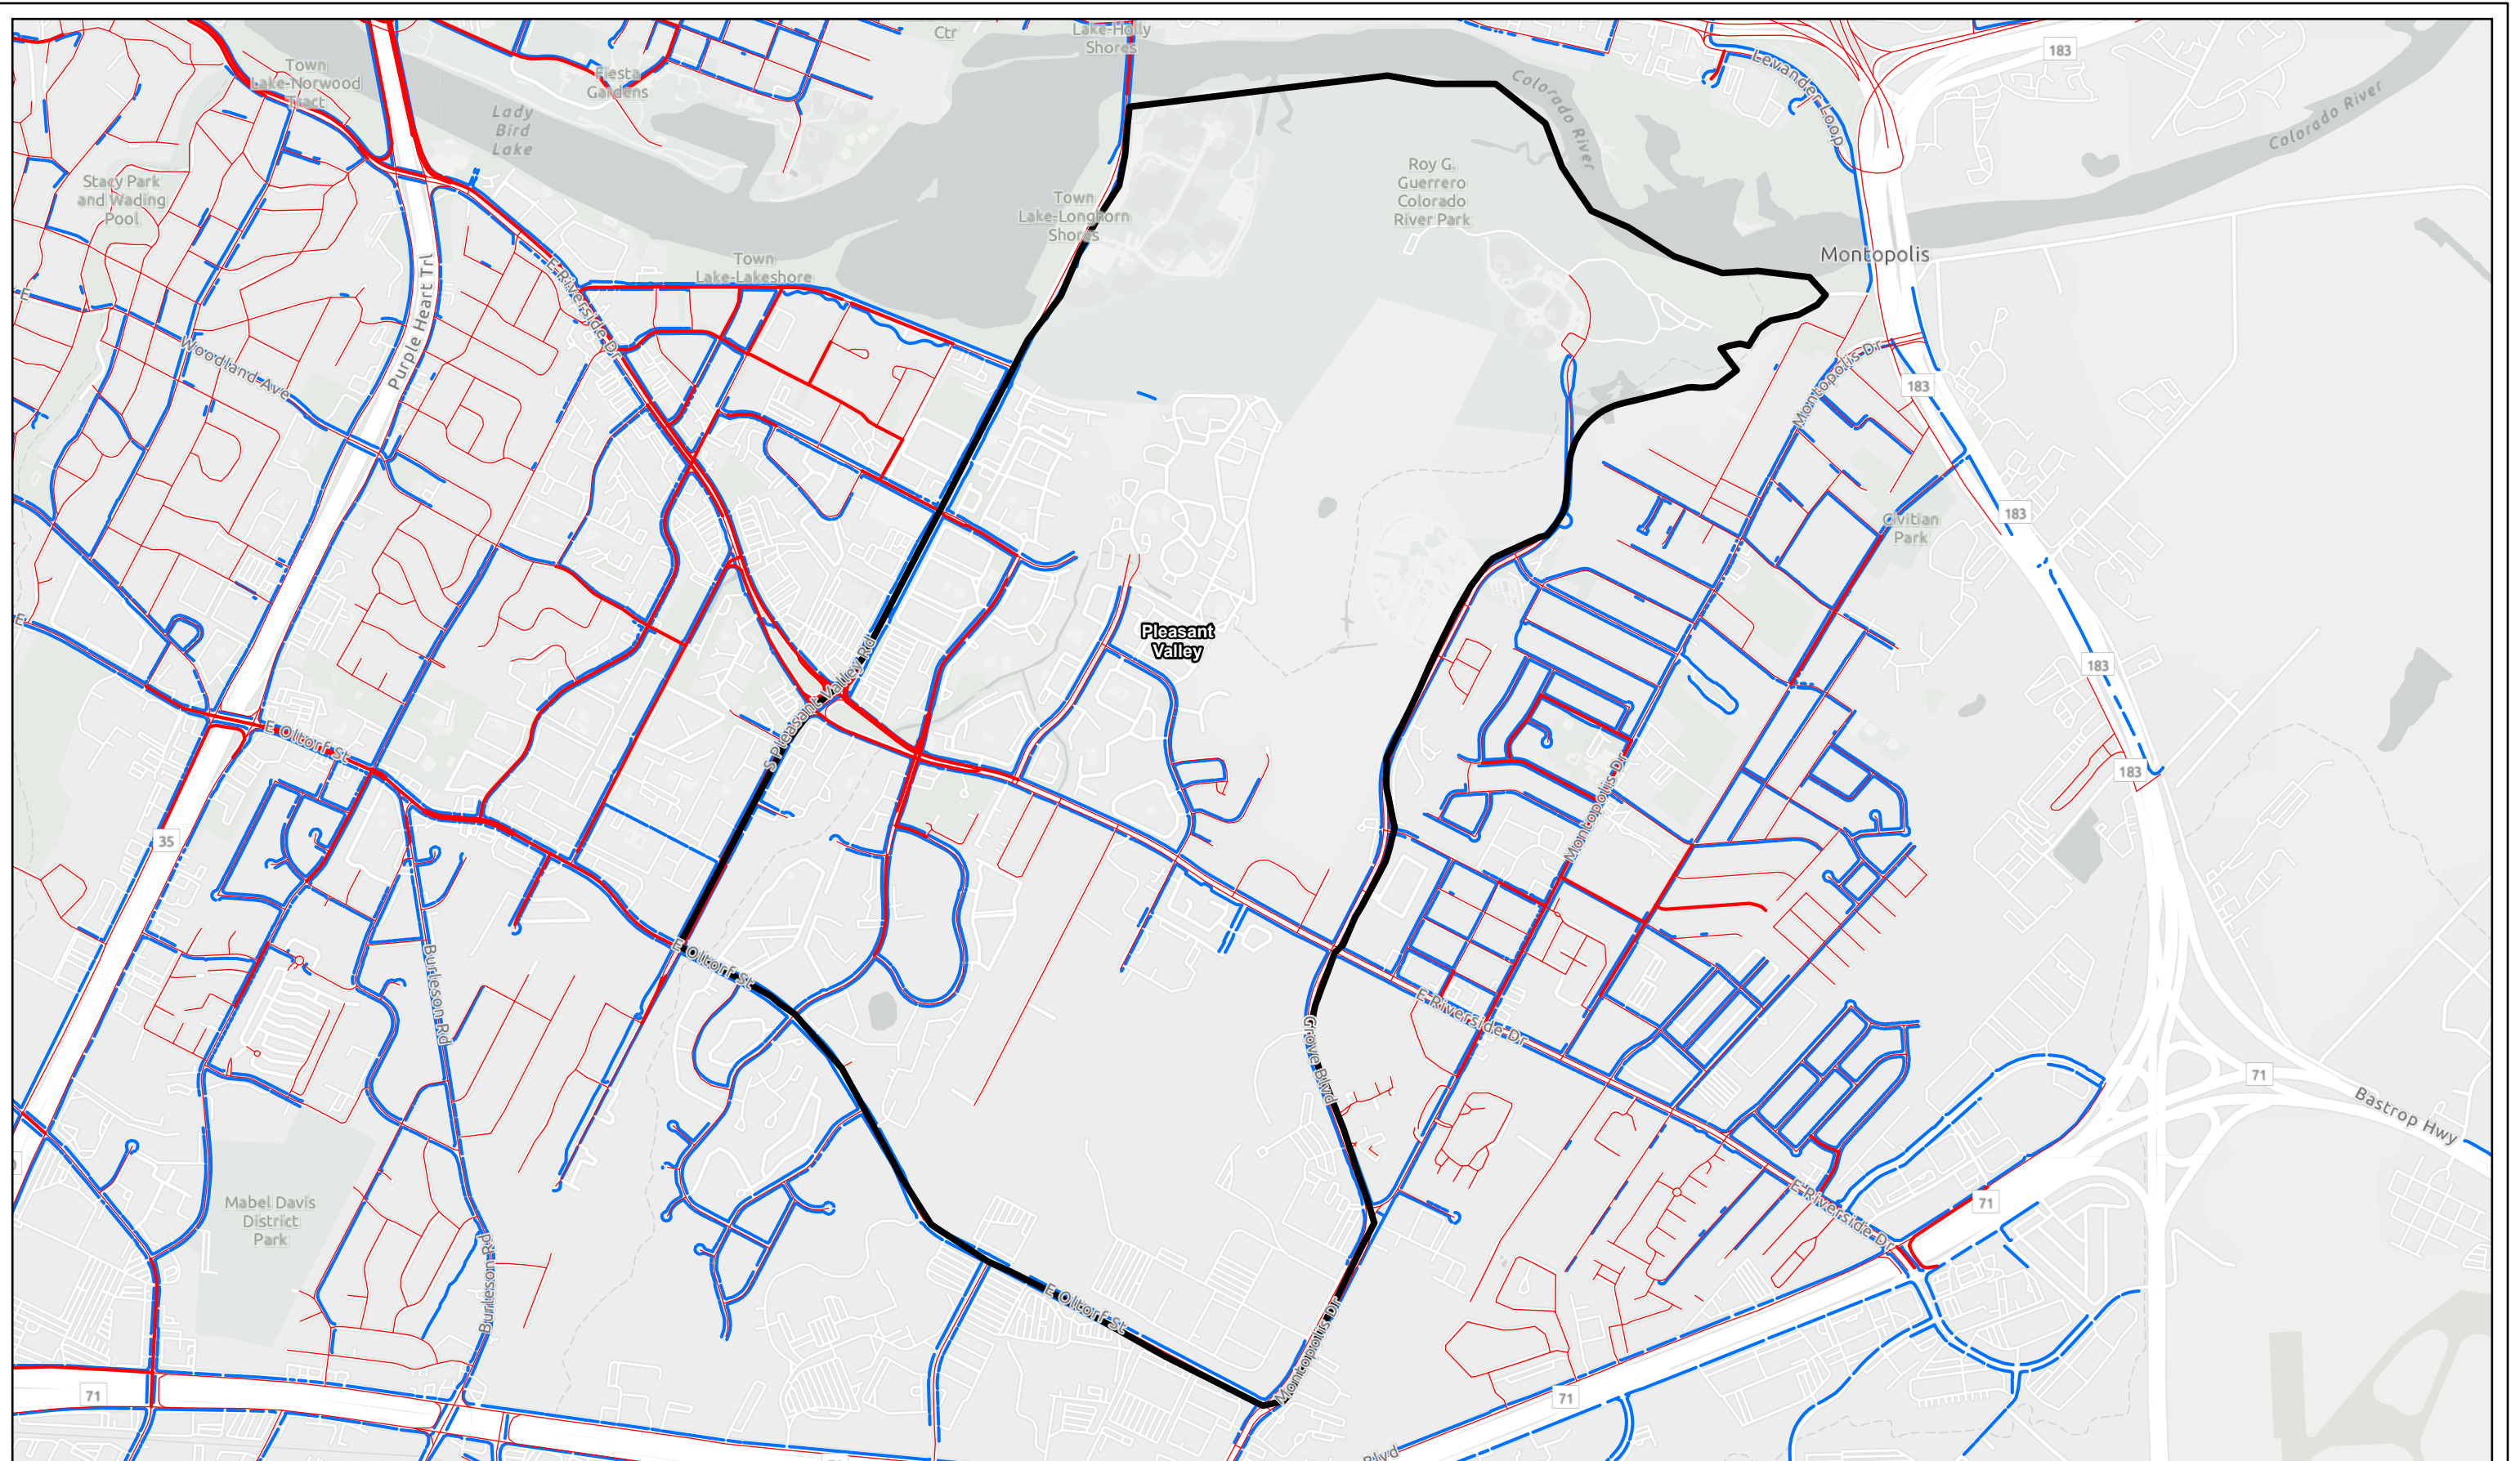 Ctr
Lake-Holly
Shores
183
Town
Lake-Norwood
Tract
Fiesta
Gardens
Levander Loop
Colorado River
Colorado River
Lady
Bird
Lake
Stacy Park
and Wading
Pool
Roy G.
Guerrero
Colorado
River Park
Town
Lake-Longhorn
Shores
Montopolis
Town
Lake-Lakeshore
E
E Riverside Dr
Purple Heart Trl
Woodland Ave
Montopolis Dr
183
183
Civitian
Park
E
Pleasant
Valley
S Pleasant Valley Rd
183
E Oltorf St
183
Montopolis Dr
35
E Oltorf St
Burleson Rd
E Riverside Dr
Grove Blvd
71
Bastrop Hwy
Mabel Davis
District
Park
71
E Riverside Dr
Burleson Rd
E Oltorf St
Montopolis Dr
71
71
Blvd